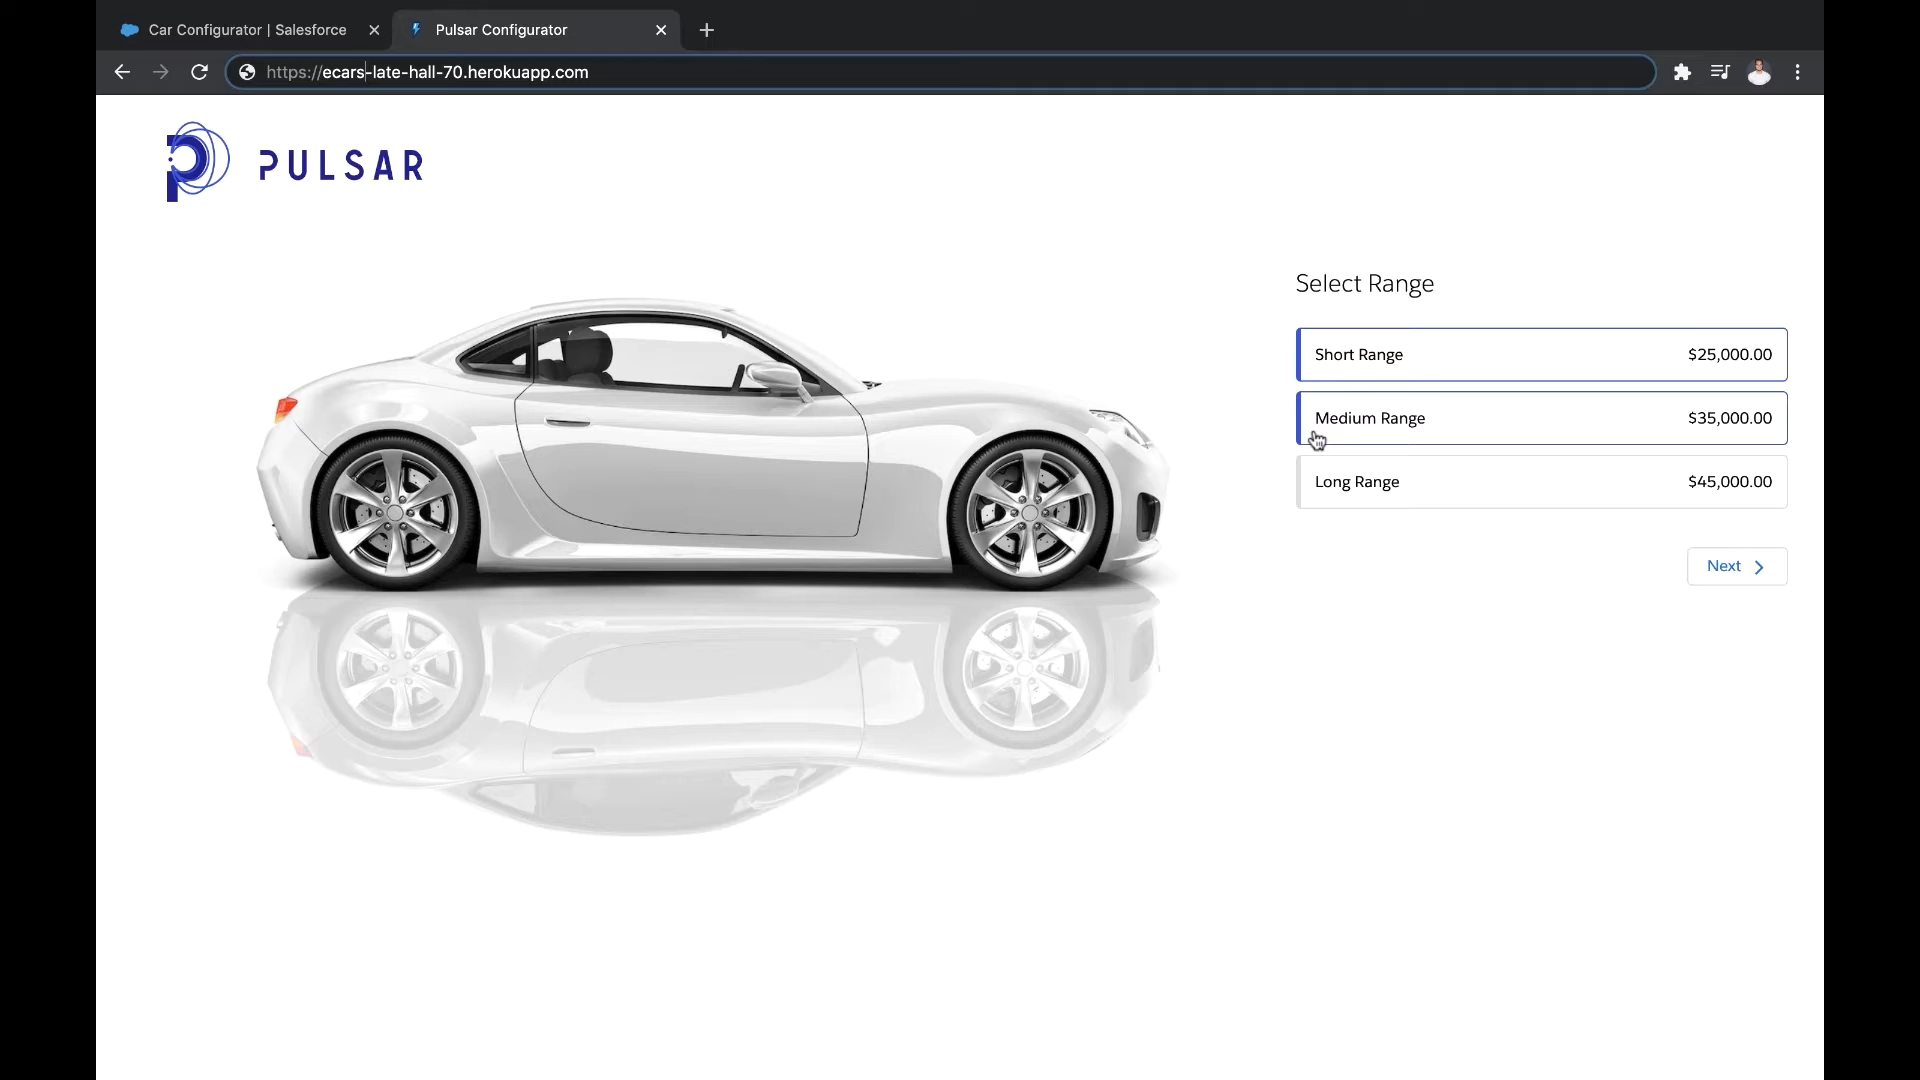 Car Configurator | Salesforce
Pulsar Configurator
https://ecars-late-hall-70.herokuapp.com
PULSAR
Select Range
Short Range $25,000.00
Medium Range $35,000.00
Long Range $45,000.00
Next